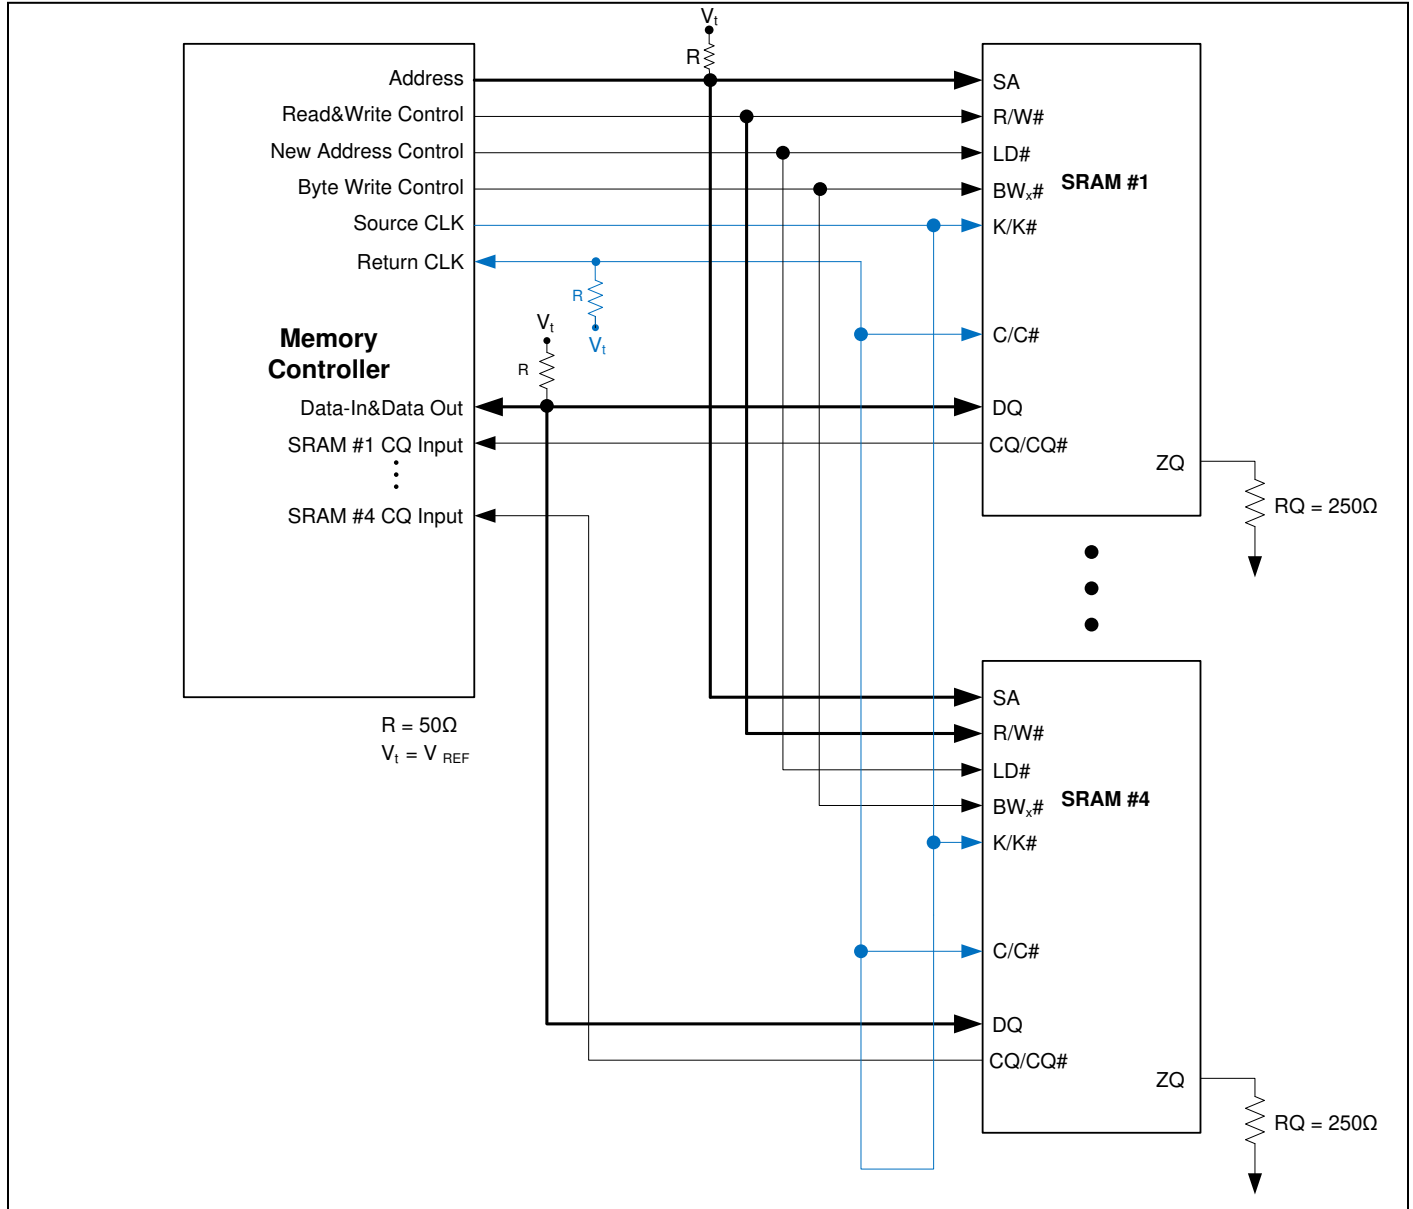 Vt
R
Address
Read&Write Control
New Address Control
Byte Write Control
Source CLK
Return CLK
R
Vt
Vt
R
Memory
Controller
Data-In&Data Out
SRAM #1 CQ Input
SRAM #4 CQ Input
R = 50Ω
Vt = V REF
SA
R/W#
LD#
BWx#
SRAM #1
K/K#
C/C#
DQ
CQ/CQ#
ZQ
RQ = 250Ω
SA
R/W#
LD#
BWx#
SRAM #4
K/K#
C/C#
DQ
CQ/CQ#
ZQ
RQ = 250Ω